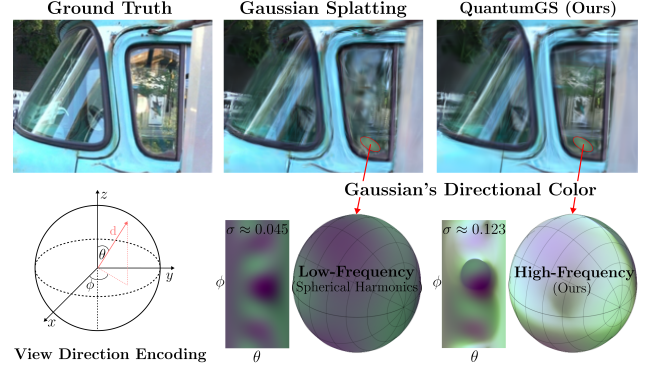 Ground Truth
Gaussian Splatting
QuantumGS (Ours)
Gaussian's Directional Color
z
d
θ
y
ϕ
x
View Direction Encoding
σ ≈ 0.045
ϕ
θ
Low-Frequency
(Spherical Harmonics)
σ ≈ 0.123
ϕ
θ
High-Frequency
(Ours)